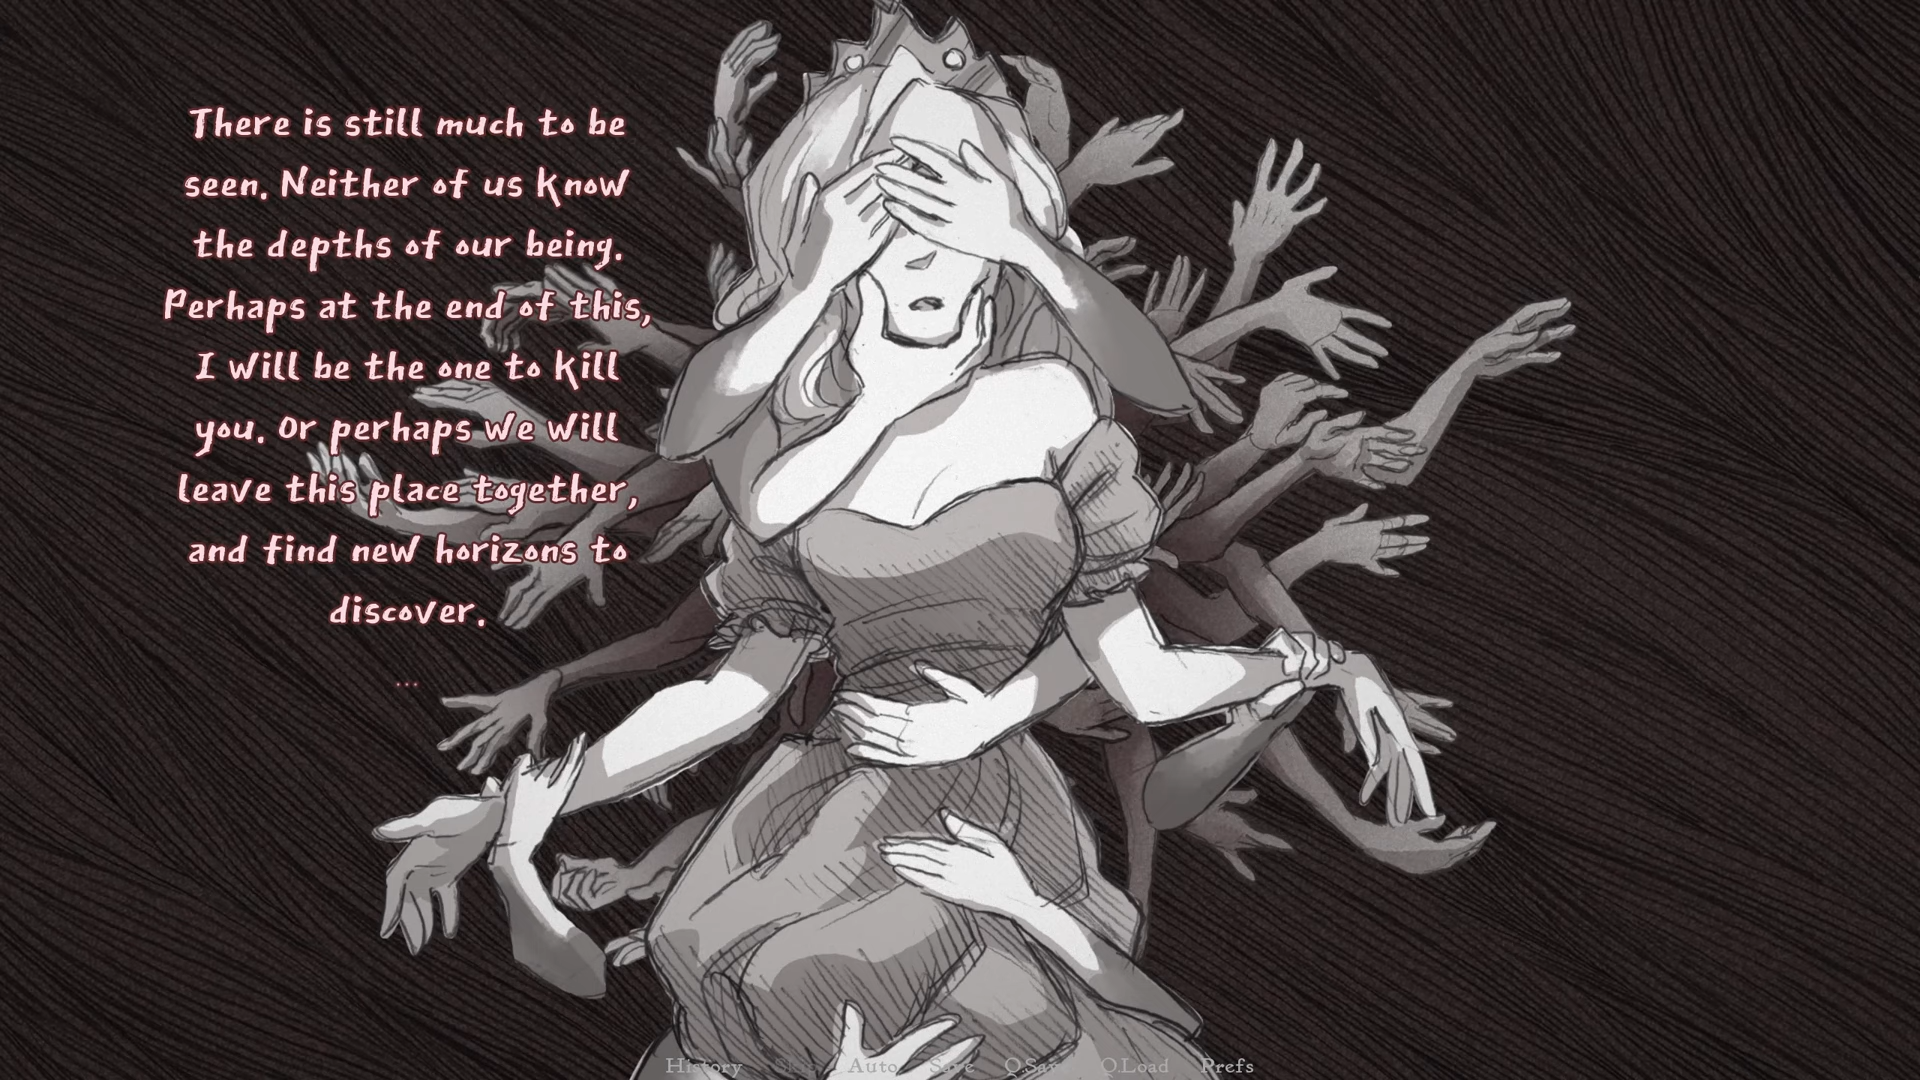 There is still much to be
seen. Neither of us know
the depths of our being.
Perhaps at the end of this,
I will be the one to kill
you. Or perhaps we will
leave this place together,
and find new horizons to
discover.
...
History Skip Auto Save Q.Save Q.Load Prefs